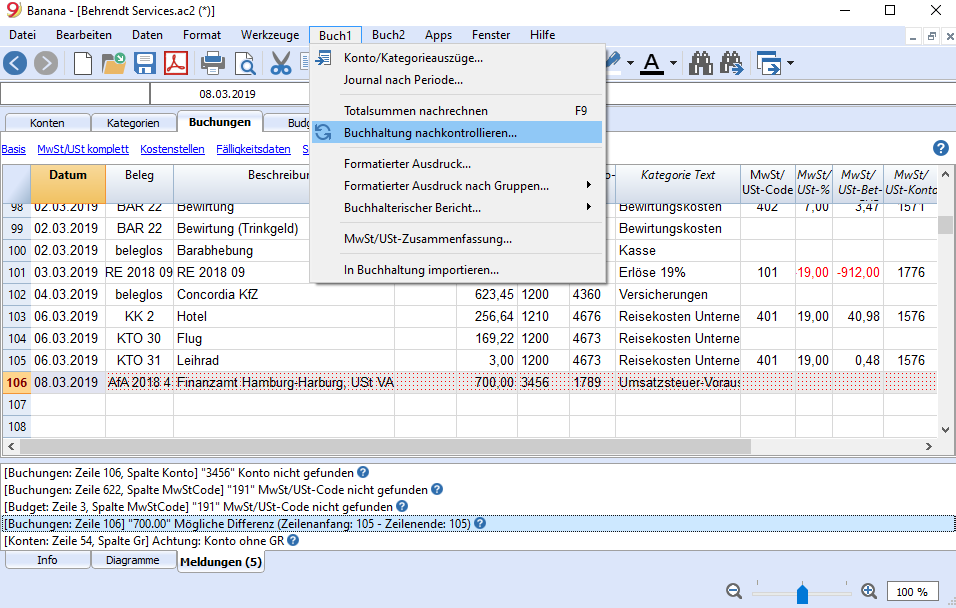 Banana - [Behrendt Services.ac2 (*)]
Datei Bearbeiten Daten Format Werkzeuge Buch1 Buch2 Apps Fenster Hilfe
08.03.2019
Konto/Kategorieauszüge...
Journal nach Periode...
Totalsummen nachrechnen F9
Buchhaltung nachkontrollieren...
Formatierter Ausdruck...
Formatierter Ausdruck nach Gruppen...
Buchhalterischer Bericht...
MwSt/USt-Zusammenfassung...
In Buchhaltung importieren...
Konten Kategorien Buchungen Budg
Basis MwSt/USt komplett Kostenstellen Fälligkeitsdaten S
Datum Beleg Beschreibun o- Kategorie Text MwSt/ USt-Code MwSt/ USt-% MwSt/ USt-Bet- MwSt/ USt-Konto
98 02.03.2019 BAR 22 Bewirtung Bewirtungskosten 402 7,00 3,47 1571
99 02.03.2019 BAR 22 Bewirtung (Trinkgeld) Bewirtungskosten
100 02.03.2019 beleglos Barabhebung Kasse
101 03.03.2019 RE 2018 09 RE 2018 09 Erlöse 19% 101 -19,00 -912,00 1776
102 04.03.2019 beleglos Concordia KfZ 623,45 1200 4360 Versicherungen
103 06.03.2019 KK 2 Hotel 256,64 1210 4676 Reisekosten Unterne 401 19,00 40,98 1576
104 06.03.2019 KTO 30 Flug 169,22 1200 4673 Reisekosten Unterne
105 06.03.2019 KTO 31 Leihrad 3,00 1200 4673 Reisekosten Unterne 401 19,00 0,48 1576
106 08.03.2019 AfA 2018 4 Finanzamt Hamburg-Harburg, USt VA 700,00 3456 1789 Umsatzsteuer-Voraus
107
108
[Buchungen: Zeile 106, Spalte Konto] "3456" Konto nicht gefunden
[Buchungen: Zeile 622, Spalte MwStCode] "191" MwSt/USt-Code nicht gefunden
[Budget: Zeile 3, Spalte MwStCode] "191" MwSt/USt-Code nicht gefunden
[Buchungen: Zeile 106] "700.00" Mögliche Differenz (Zeilenanfang: 105 - Zeilenende: 105)
[Konten: Zeile 54, Spalte Gr] Achtung: Konto ohne GR
Info Diagramme Meldungen (5)
100 %